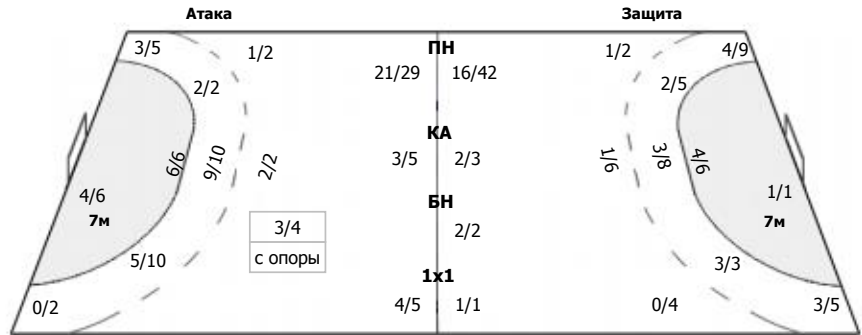 Атака Защита
3/5 1/2 ПН 1/2 4/9
21/29 16/42
2/2 2/5
КА
6/6 9/10 2/2 3/5 2/3 1/6 3/8 4/6
4/6 1/1
7м БН 7м
3/4 2/2
с опоры
5/10 3/3
1x1
0/2 4/5 1/1 0/4 3/5